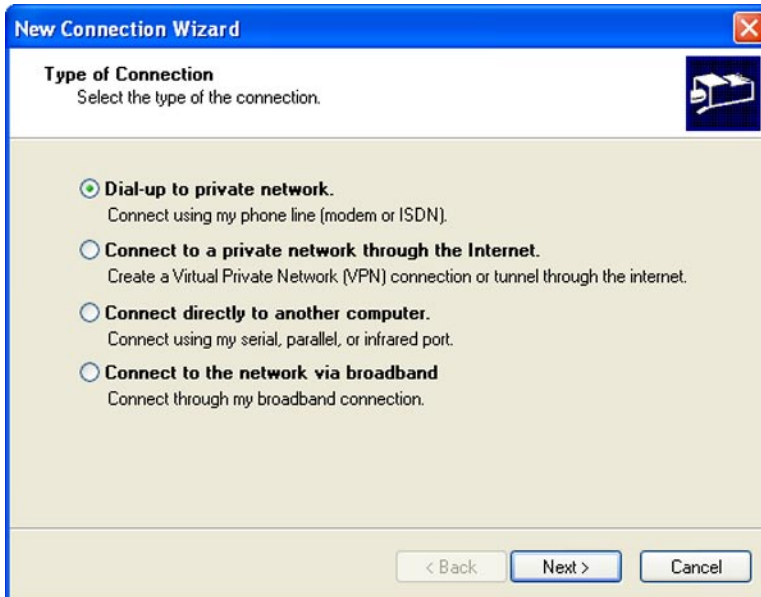 New Connection Wizard
Type of Connection
Select the type of the connection.
Dial-up to private network.
Connect using my phone line (modem or ISDN).
Connect to a private network through the Internet.
Create a Virtual Private Network (VPN) connection or tunnel through the internet.
Connect directly to another computer.
Connect using my serial, parallel, or infrared port.
Connect to the network via broadband
Connect through my broadband connection.
< Back Next > Cancel